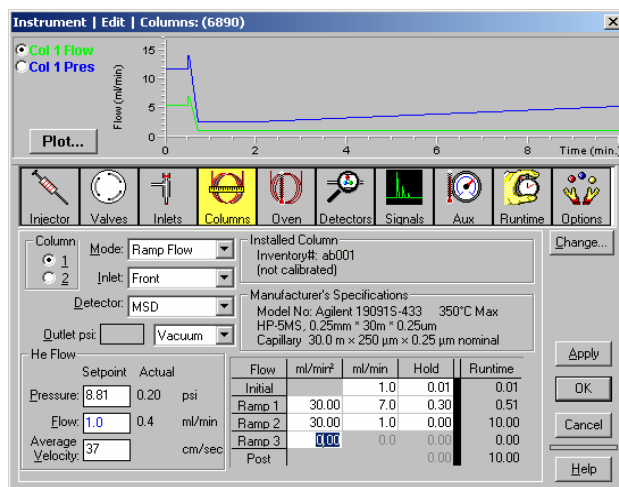 Instrument | Edit | Columns: (6890)
Col 1 Flow
Col 1 Pres
Plot...
Flow (ml/min)
15
10
5
0
0 2 4 6 8 Time (min.)
Injector Valves Inlets Columns Oven Detectors Signals Aux Runtime Options
Column
1
2
Mode: Ramp Flow
Inlet: Front
Detector: MSD
Outlet psi: Vacuum
Installed Column
Inventory#: ab001
(not calibrated)
Manufacturer's Specifications
Model No: Agilent 19091S-433 350°C Max
HP-5MS, 0.25mm * 30m * 0.25um
Capillary 30.0 m x 250 µm x 0.25 µm nominal
Change...
He Flow
Setpoint Actual
Pressure: 8.81 0.20 psi
Flow: 1.0 0.4 ml/min
Average
Velocity: 37 cm/sec
Flow ml/min² ml/min Hold Runtime
Initial 1.0 0.01 0.01
Ramp 1 30.00 7.0 0.30 0.51
Ramp 2 30.00 1.0 0.00 10.00
Ramp 3 0.00 0.0 0.00 0.00
Post 0.00 10.00
Apply
OK
Cancel
Help